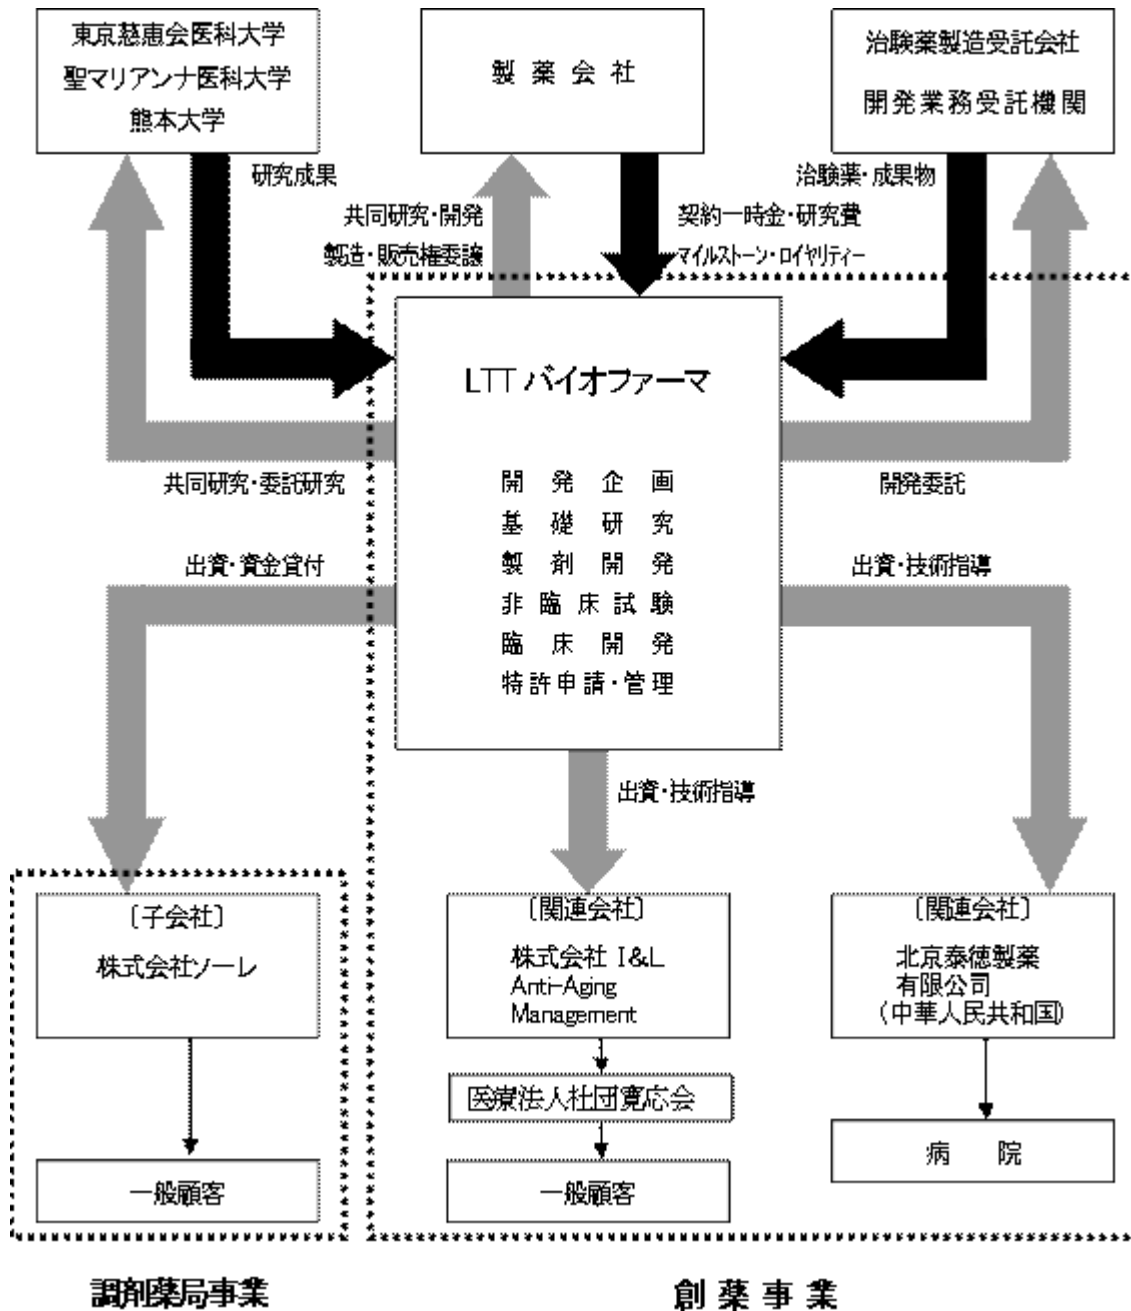 東京慈恵会医科大学
聖マリアンナ医科大学
熊本大学
製薬会社
治験薬製造受託会社
開発業務受託機関
研究成果
共同研究・開発
製造・販売権委譲
契約一時金・研究費
マイルストーン・ロイヤリティー
治験薬・成果物
LTT バイオファーマ
開発企画
基礎研究
製剤開発
非臨床試験
臨床開発
特許申請・管理
共同研究・委託研究
開発委託
出資・資金貸付
出資・技術指導
出資・技術指導
〔子会社〕
株式会社ソーレ
一般顧客
〔関連会社〕
株式会社 I&L
Anti-Aging
Management
医療法人社団寛応会
一般顧客
〔関連会社〕
北京泰徳製薬
有限公司
(中華人民共和国)
病院
調剤薬局事業
創薬事業